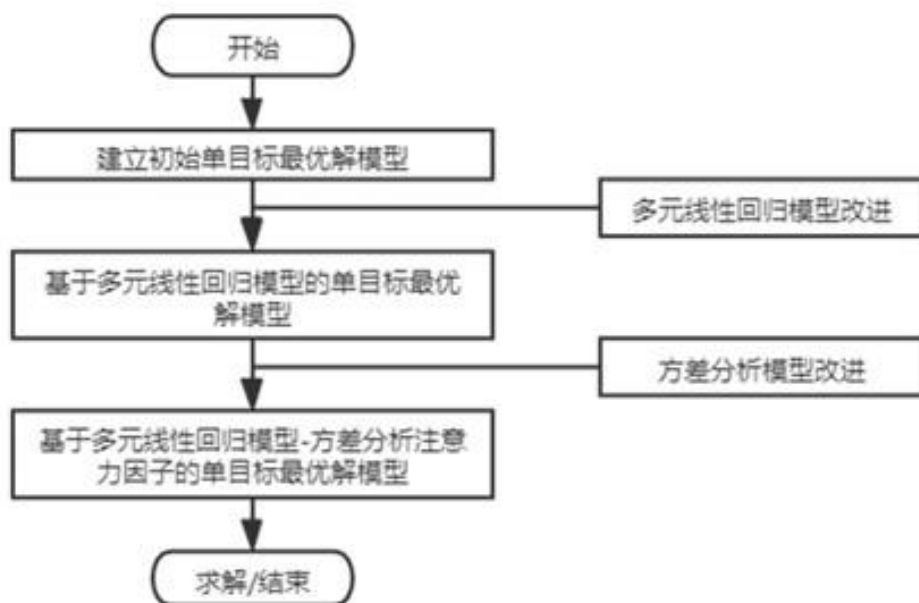 开始
建立初始单目标最优解模型
多元线性回归模型改进
基于多元线性回归模型的单目标最优
解模型
方差分析模型改进
基于多元线性回归模型-方差分析注意
力因子的单目标最优解模型
求解/结束